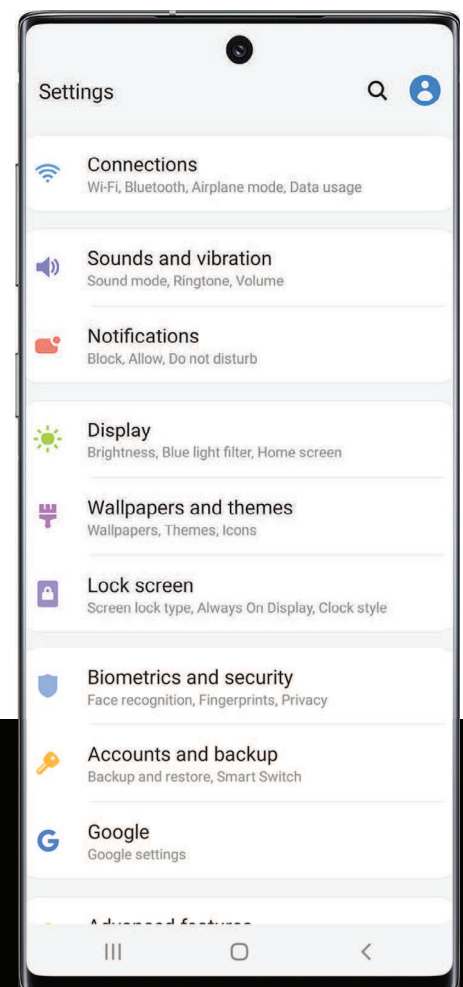 Settings
Connections
Wi-Fi, Bluetooth, Airplane mode, Data usage
Sounds and vibration
Sound mode, Ringtone, Volume
Notifications
Block, Allow, Do not disturb
Display
Brightness, Blue light filter, Home screen
Wallpapers and themes
Wallpapers, Themes, Icons
Lock screen
Screen lock type, Always On Display, Clock style
Biometrics and security
Face recognition, Fingerprints, Privacy
Accounts and backup
Backup and restore, Smart Switch
Google
Google settings
Advanced features